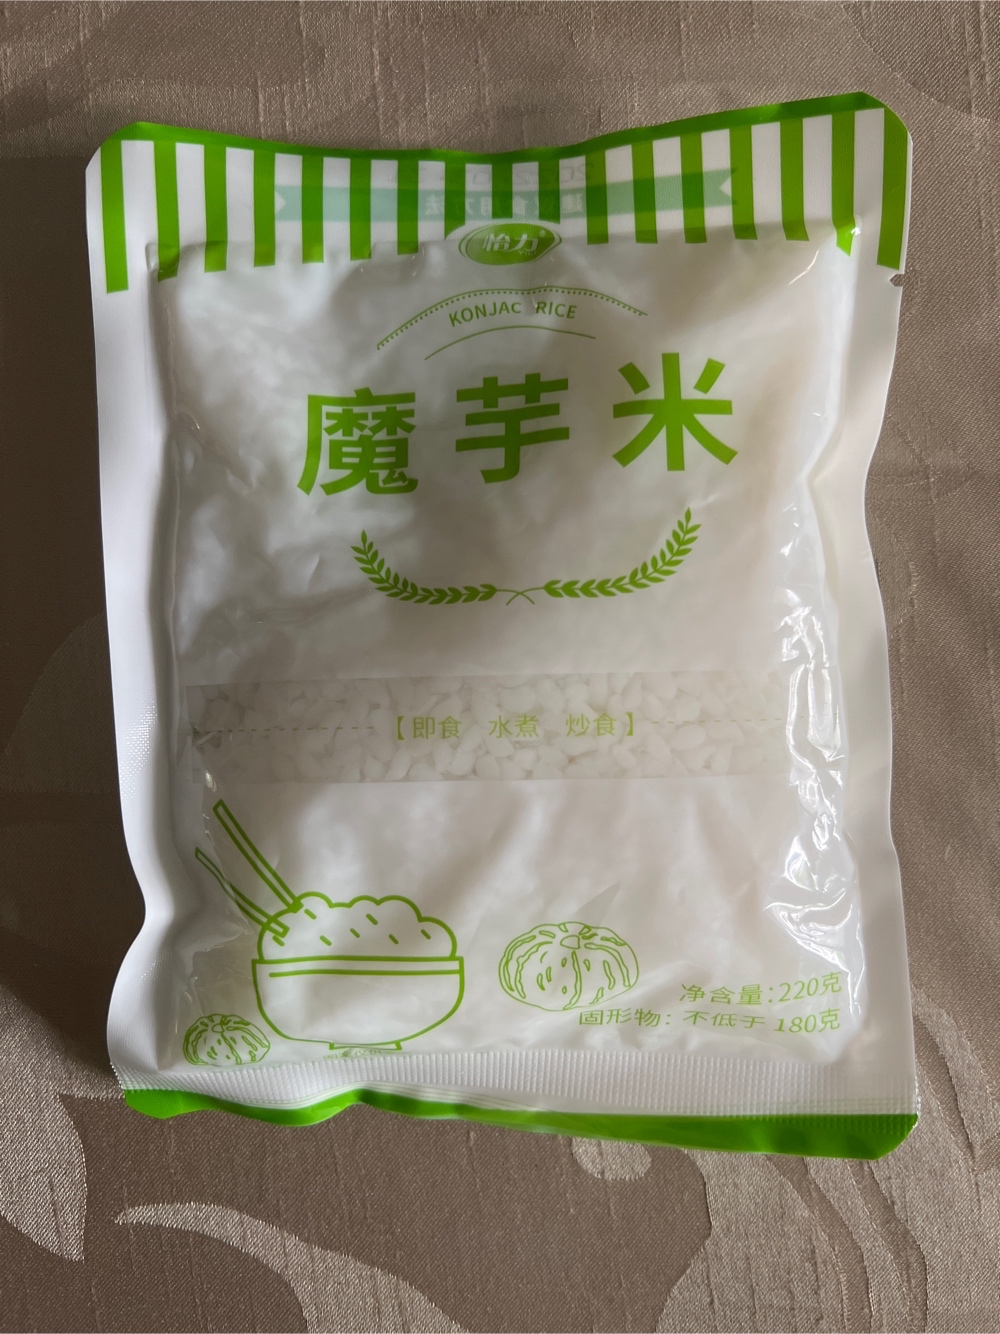 怡力
KONJAC RICE
魔芋米
【即食 水煮 炒食】
净含量:220克
固形物: 不低于 180克